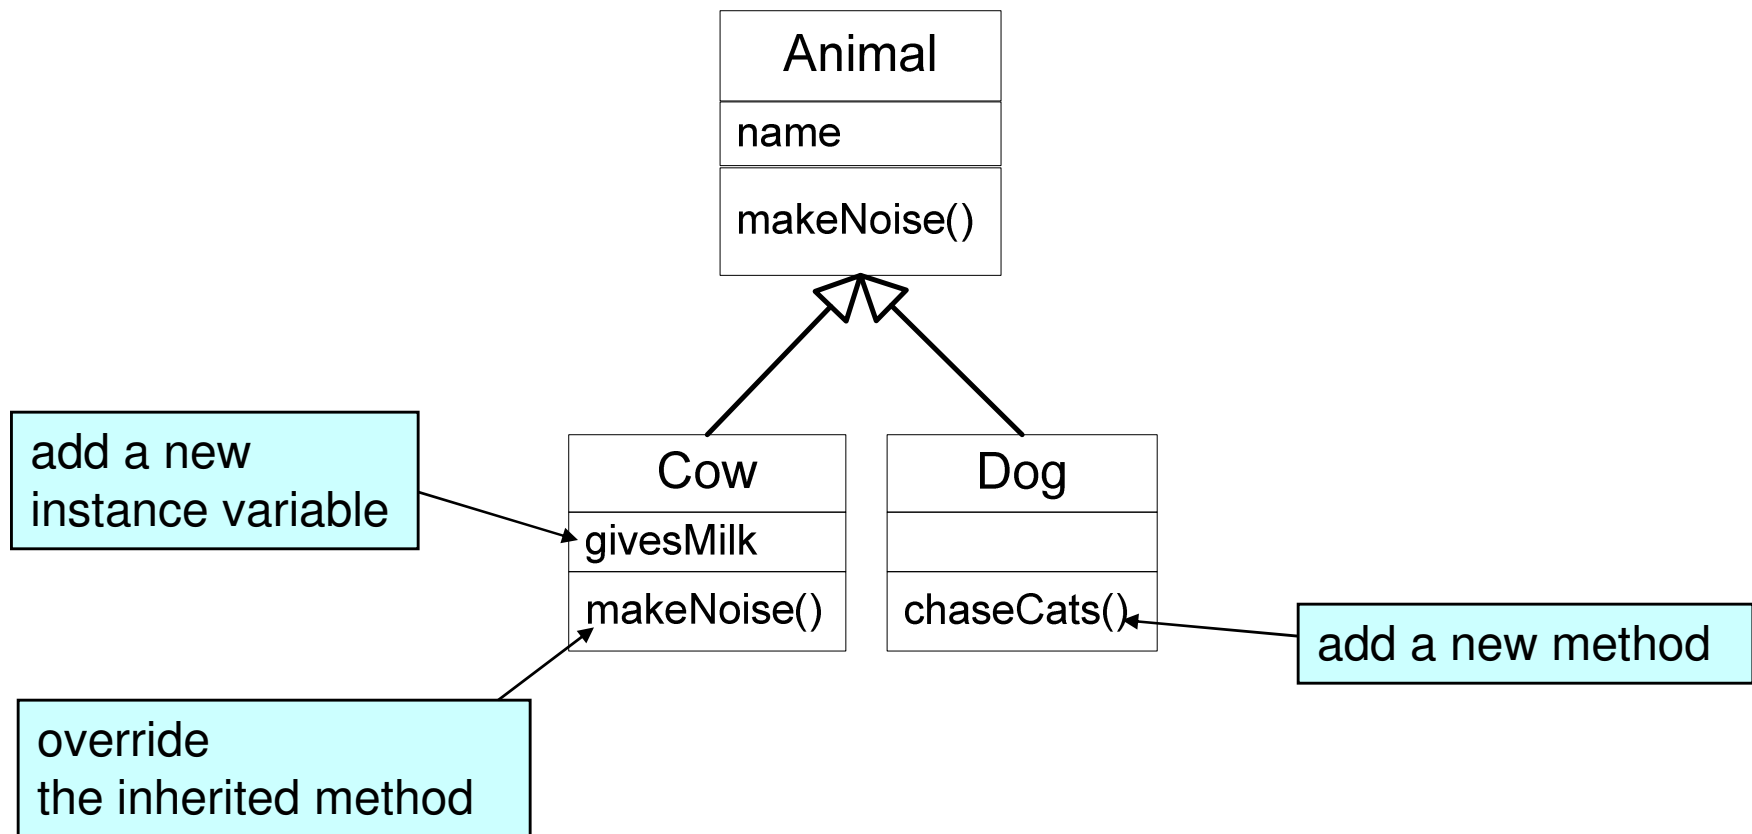 Animal
name
makeNoise()
add a new
instance variable
Cow
givesMilk
makeNoise()
Dog
chaseCats()
add a new method
override
the inherited method